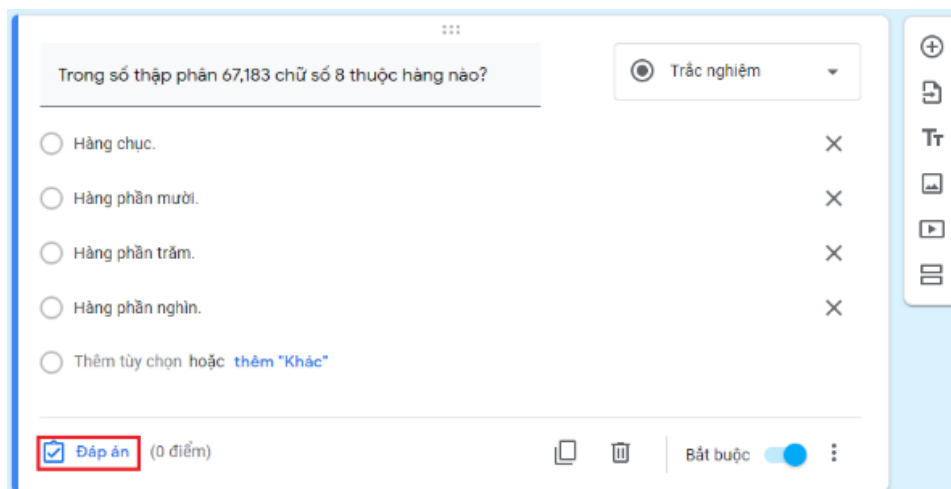 Trong số thập phân 67,183 chữ số 8 thuộc hàng nào?
Trắc nghiệm
Hàng chục.
Hàng phần mười.
Hàng phần trăm.
Hàng phần nghìn.
Thêm tùy chọn hoặc thêm "Khác"
Đáp án (0 điểm)
Bắt buộc
Tт